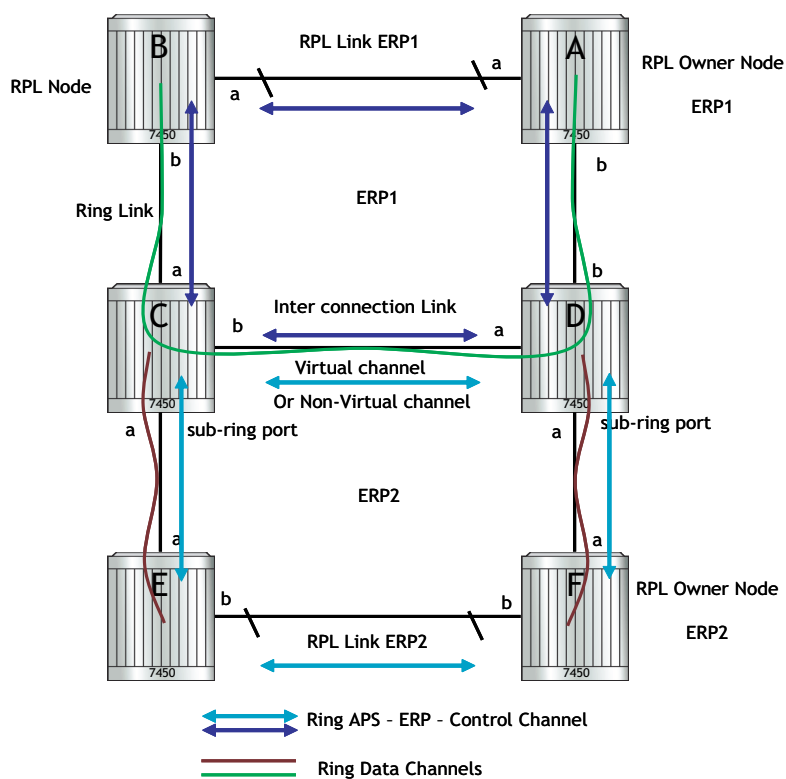 B
RPL Link ERP1
A
RPL Node
a
a
RPL Owner Node
ERP1
7450
7450
b
b
ERP1
Ring Link
a
b
C
Inter connection Link
D
b
a
Virtual channel
Or Non-Virtual channel
7450
7450
a
sub-ring port
a
sub-ring port
ERP2
a
a
E
F
RPL Owner Node
ERP2
b
b
RPL Link ERP2
7450
7450
Ring APS – ERP – Control Channel
Ring Data Channels